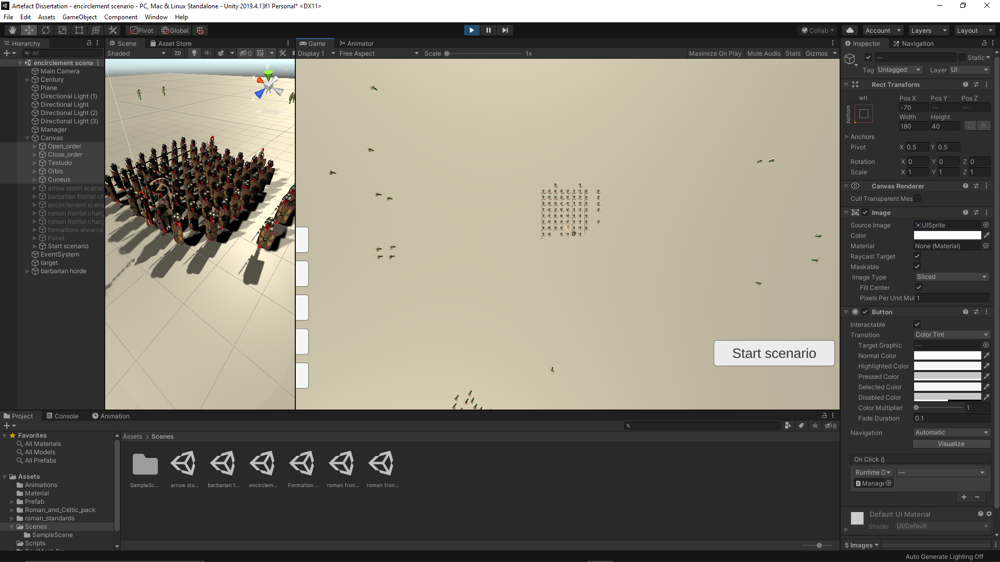 Artefact Dissertation - encirclement scenario - PC, Mac & Linux Standalone - Unity 2019.4.13f1 Personal* <DX11>
File Edit Assets GameObject Component Window Help
Pivot Global Collab Account Layers Layout
Hierarchy
All
encirclement scena
Main Camera
Century
Plane
Directional Light (1)
Directional Light
Directional Light (2)
Directional Light (3)
Manager
Canvas
Open_order
Close_order
Testudo
Orbis
Cuneus
arrow storm scenar
barbarian frontal ch
encirclement scena
roman frontal charg
roman frontal charg
formations showca
Panel
Start scenario
EventSystem
target
barbarian horde
Scene Asset Store
Shaded 2D 0
y
x
z
Persp
Game Animator
Display 1 Free Aspect Scale 1x Maximize On Play Mute Audio Stats Gizmos
Start scenario
Inspector Navigation
— Static
Tag Untagged Layer UI
Rect Transform
left Pos X Pos Y Pos Z
bottom -70 — —
Width Height
180 40 R
Anchors
Pivot X 0.5 Y 0.5
Rotation X 0 Y 0 Z 0
Scale X 1 Y 1 Z 1
Canvas Renderer
Cull Transparent Mes
Image
Source Image UISprite
Color
Material None (Material)
Raycast Target
Maskable
Image Type Sliced
Fill Center
Pixels Per Unit Mul 1
Button
Interactable
Transition Color Tint
Target Graphic —
Normal Color
Highlighted Color
Pressed Color
Selected Color
Disabled Color
Color Multiplier 1
Fade Duration 0.1
Navigation Automatic
Visualize
On Click ()
Runtime O —
Manage
+ −
Default UI Material
Shader UI/Default
5 Images
Project Console Animation
8
Favorites
All Materials
All Models
All Prefabs
Assets
Animations
Material
Prefab
Roman_and_Celtic_pack
roman_standards
Scenes
SampleScene
Scripts
Assets > Scenes
SampleSc... arrow sto... barbarian f... encirclem... Formation ... roman fron... roman fron...
Auto Generate Lighting Off